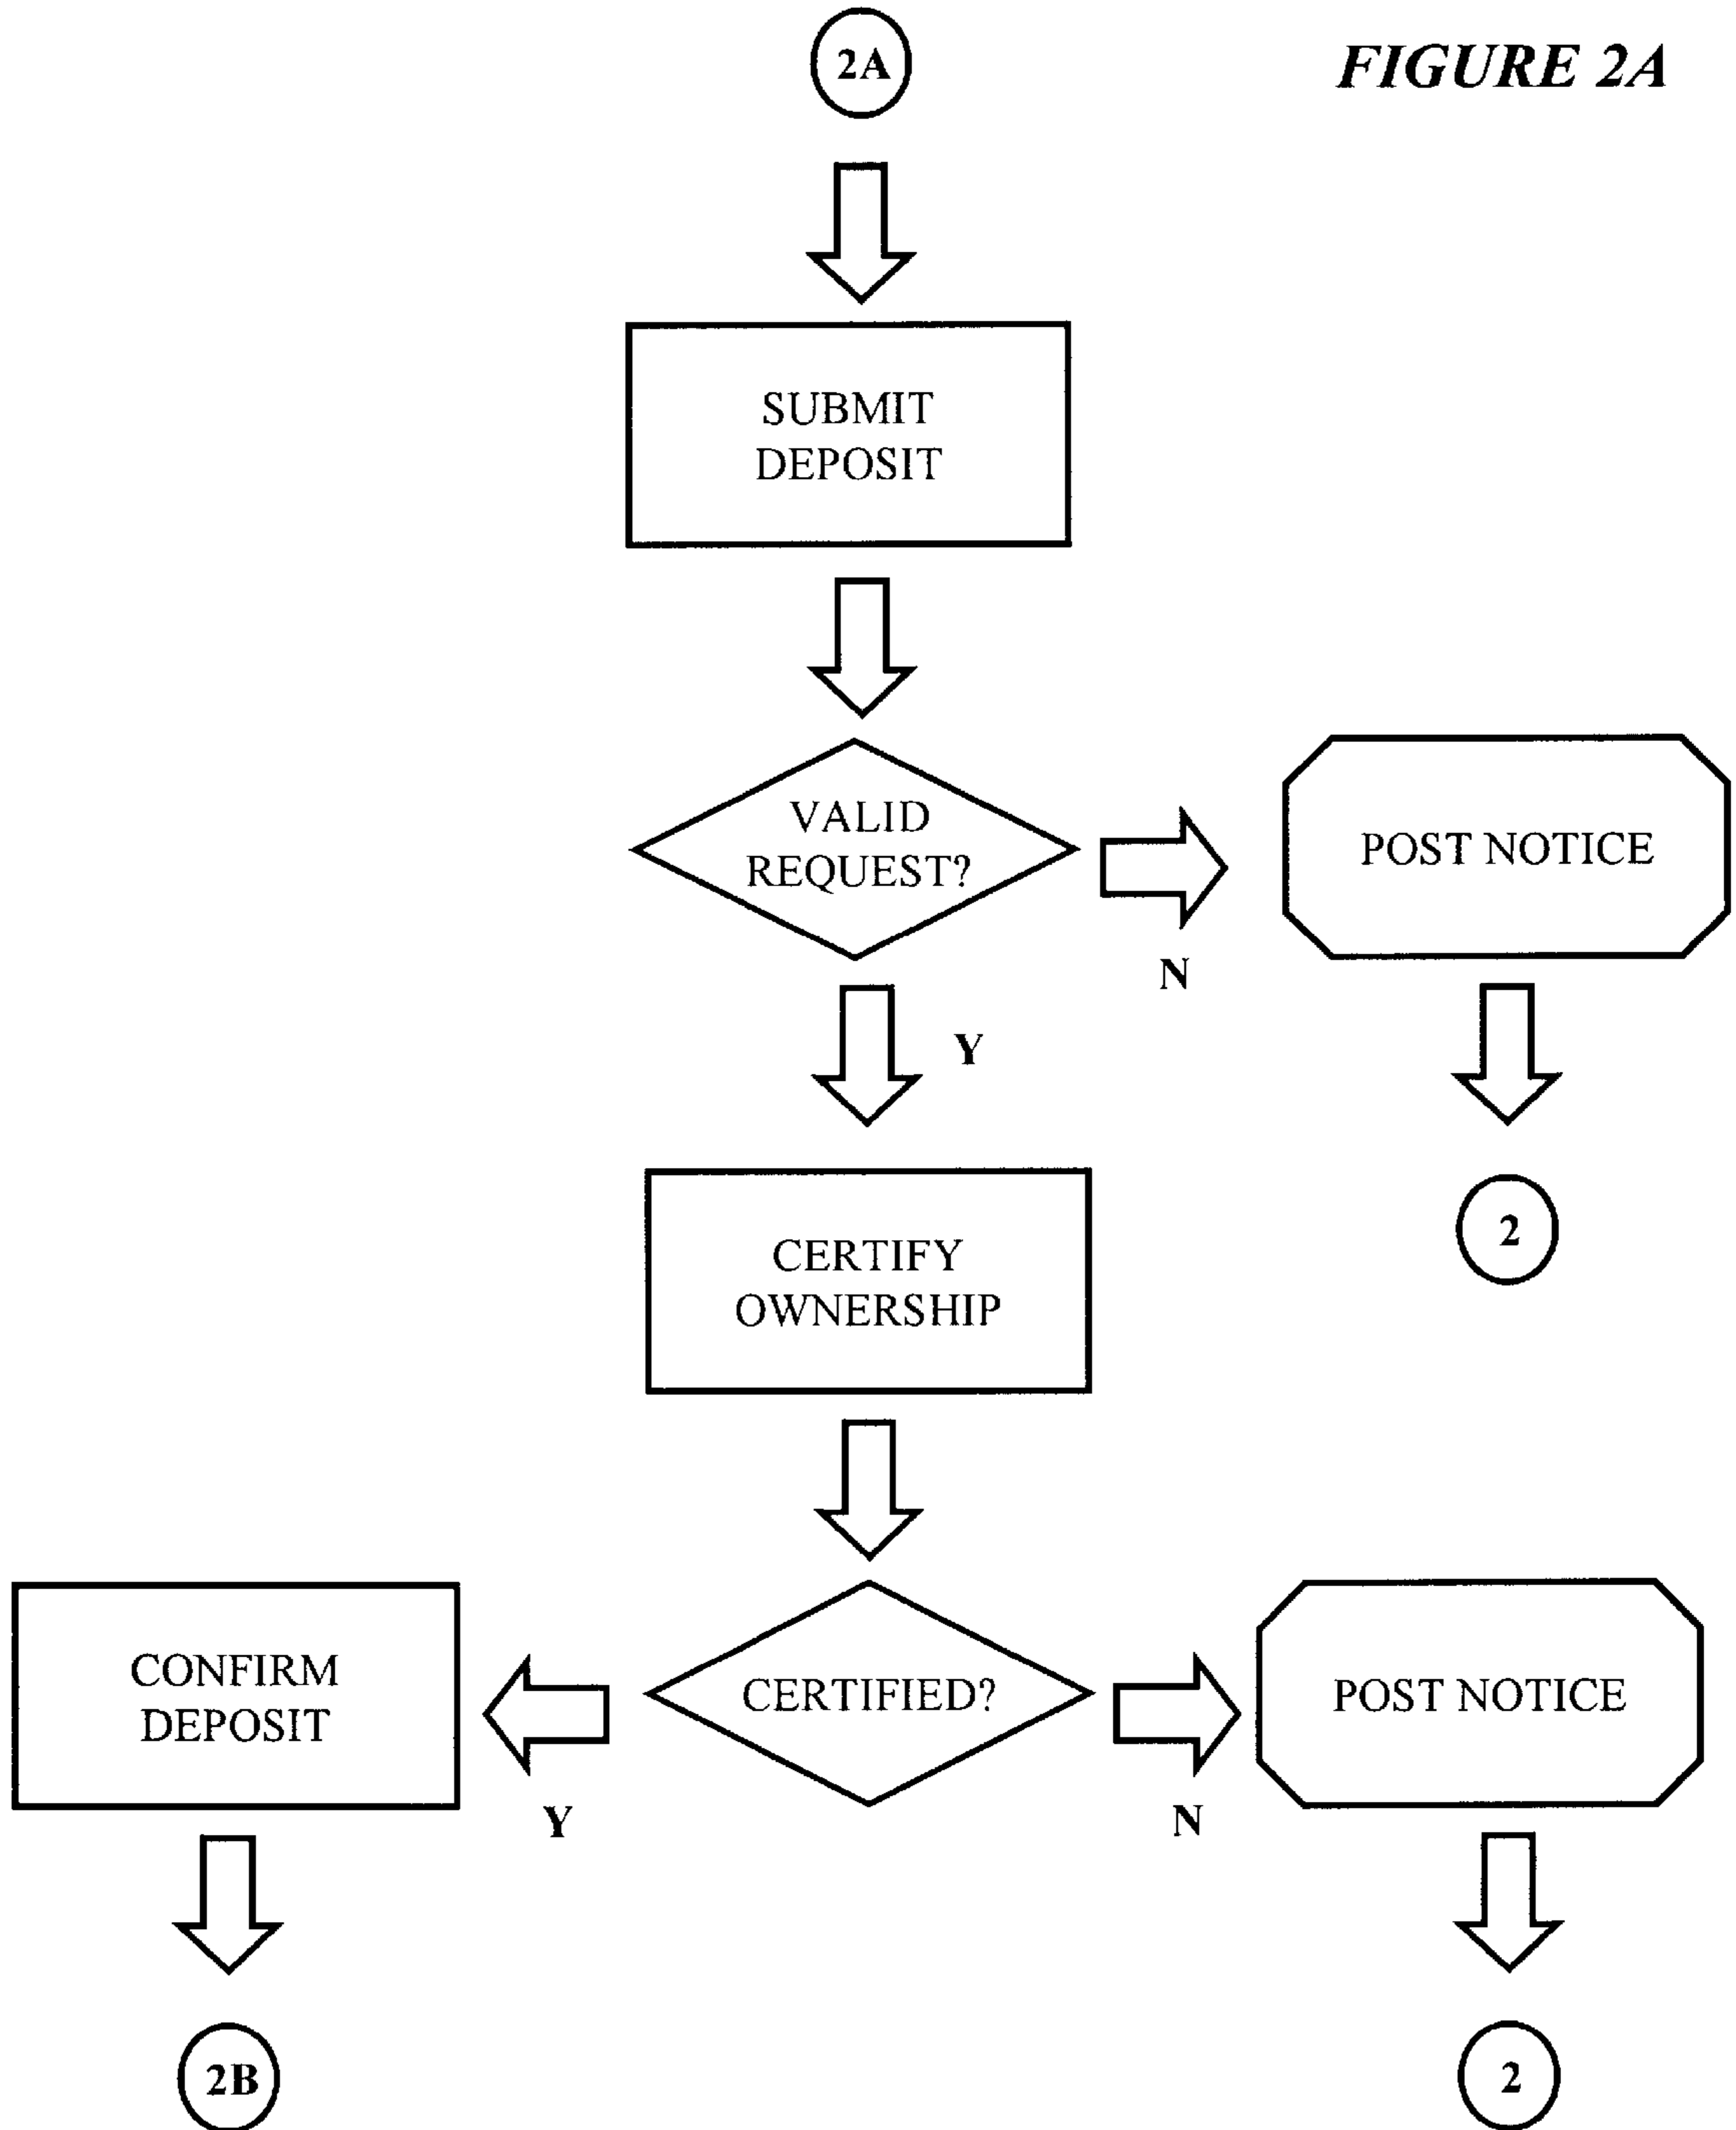 2A
FIGURE 2A
SUBMIT
DEPOSIT
VALID
REQUEST?
POST NOTICE
N
Y
2
CERTIFY
OWNERSHIP
CONFIRM
DEPOSIT
CERTIFIED?
POST NOTICE
Y
N
2B
2